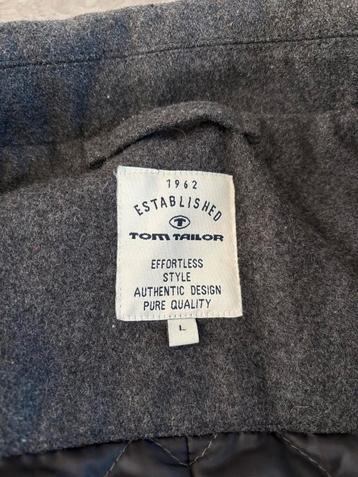 1962
ESTABLISHED
TOM TAILOR
EFFORTLESS
STYLE
AUTHENTIC DESIGN
PURE QUALITY
L